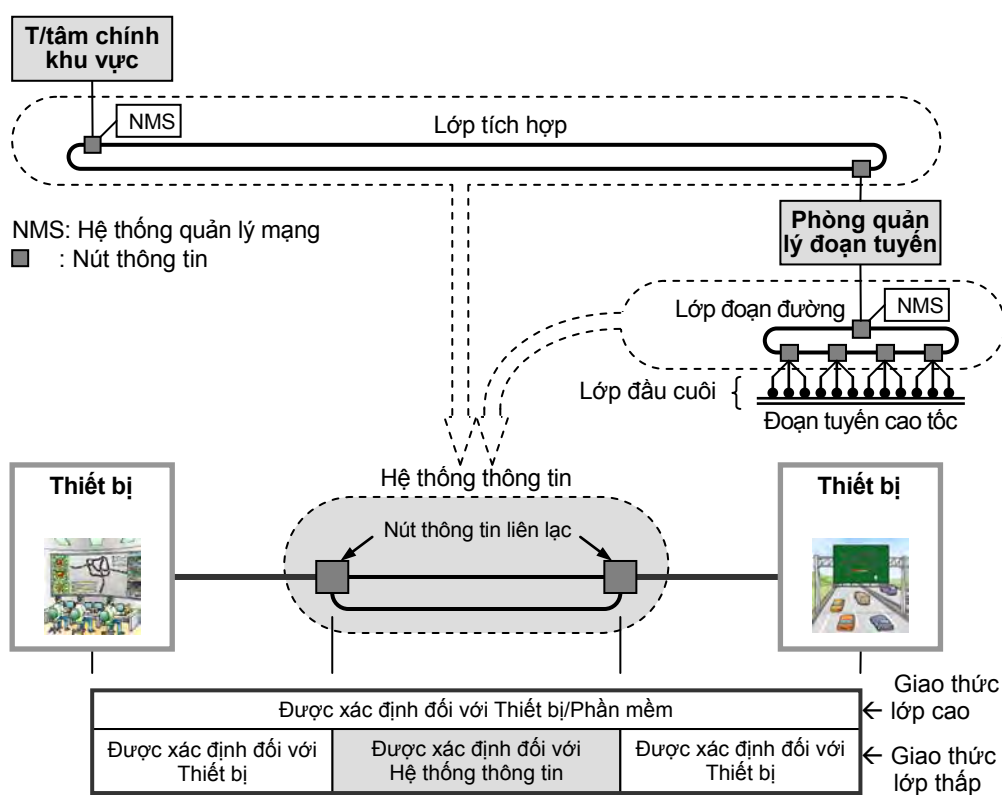 T/tâm chính
khu vực
NMS
Lớp tích hợp
NMS: Hệ thống quản lý mạng
: Nút thông tin
Phòng quản
lý đoạn tuyến
Lớp đoạn đường
NMS
Lớp đầu cuôi {
Đoạn tuyến cao tốc
Thiết bị
Hệ thống thông tin
Thiết bị
Nút thông tin liên lạc
Được xác định đối với Thiết bị/Phần mềm
← Giao thức
lớp cao
Được xác định đối với
Thiết bị
Được xác định đối với
Hệ thống thông tin
Được xác định đối với
Thiết bị
← Giao thức
lớp thấp